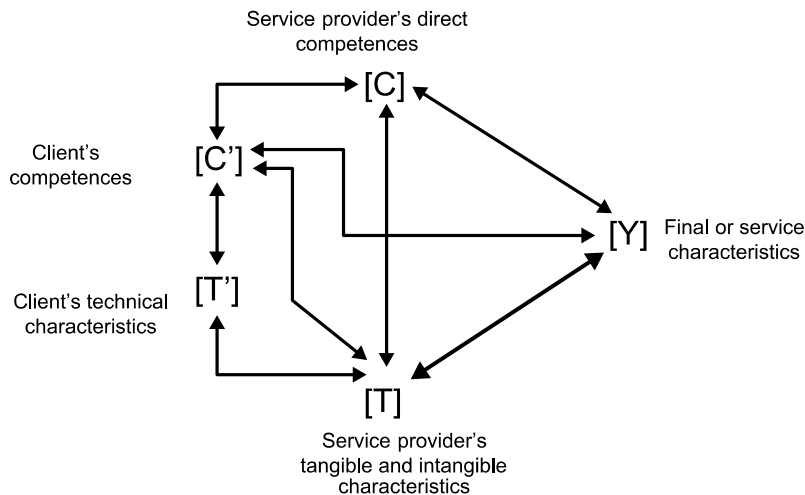 Service provider's direct
competences
[C]
Client's
competences
[C']
[Y]
Final or service
characteristics
Client's technical
characteristics
[T']
[T]
Service provider's
tangible and intangible
characteristics